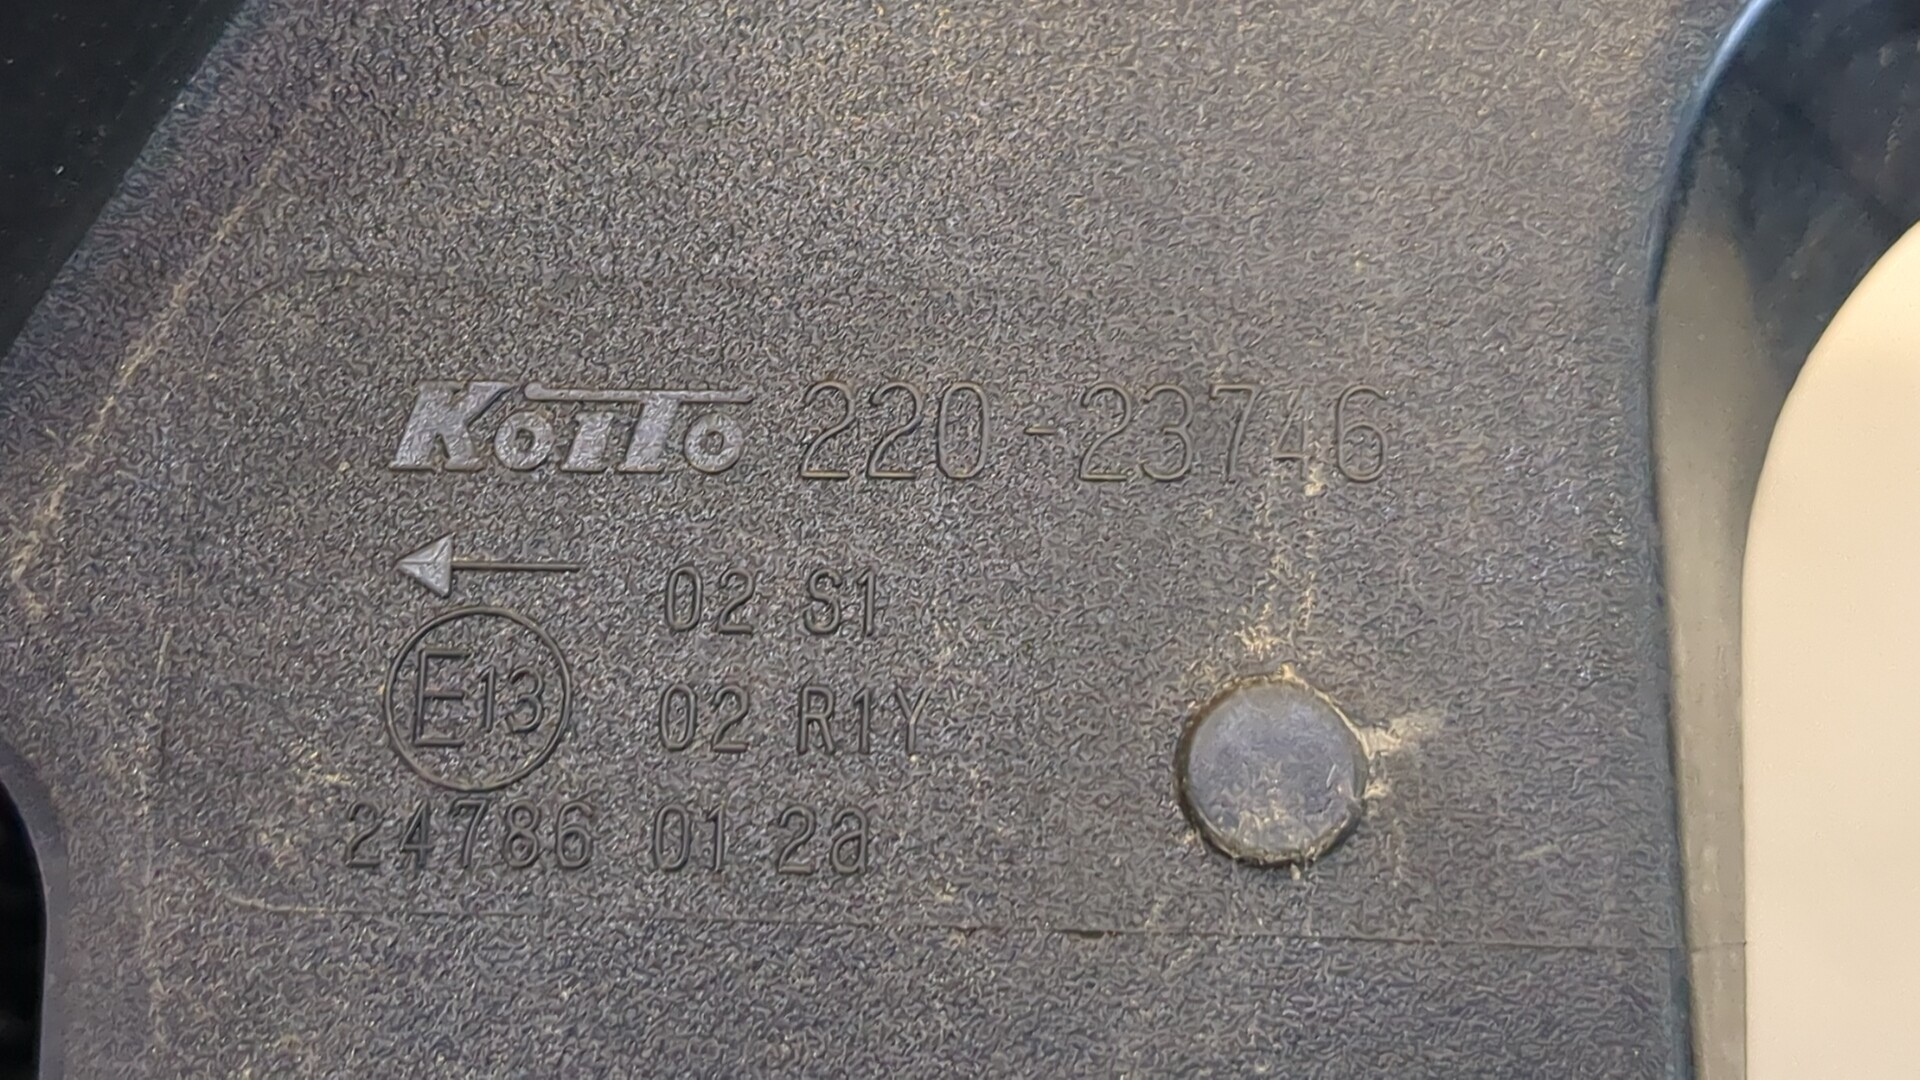 KoiTo 220-23746
02 S1
E13 02 R1Y
24786 01 2a